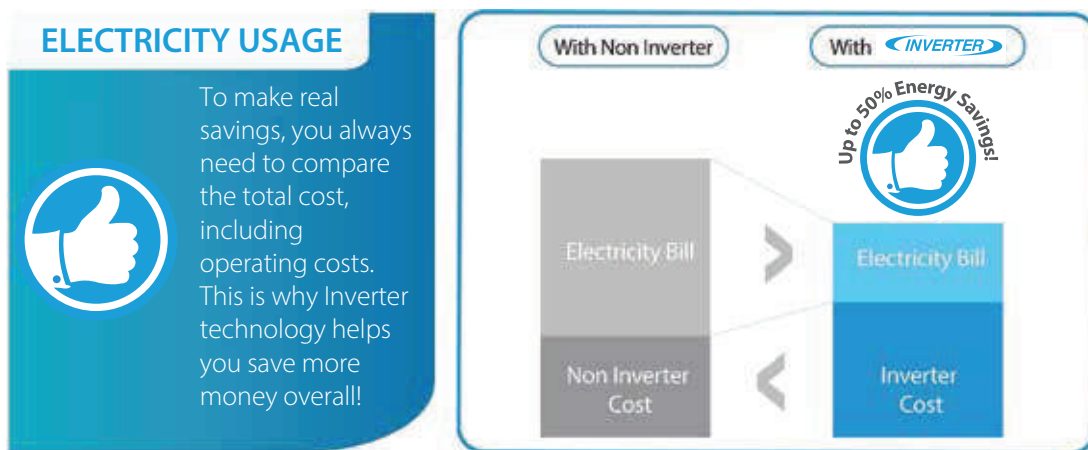 ELECTRICITY USAGE
To make real
savings, you always
need to compare
the total cost,
including
operating costs.
This is why Inverter
technology helps
you save more
money overall!
With Non Inverter
With INVERTER
Up to 50% Energy Savings!
Electricity Bill
>
Electricity Bill
Non Inverter
Cost
<
Inverter
Cost